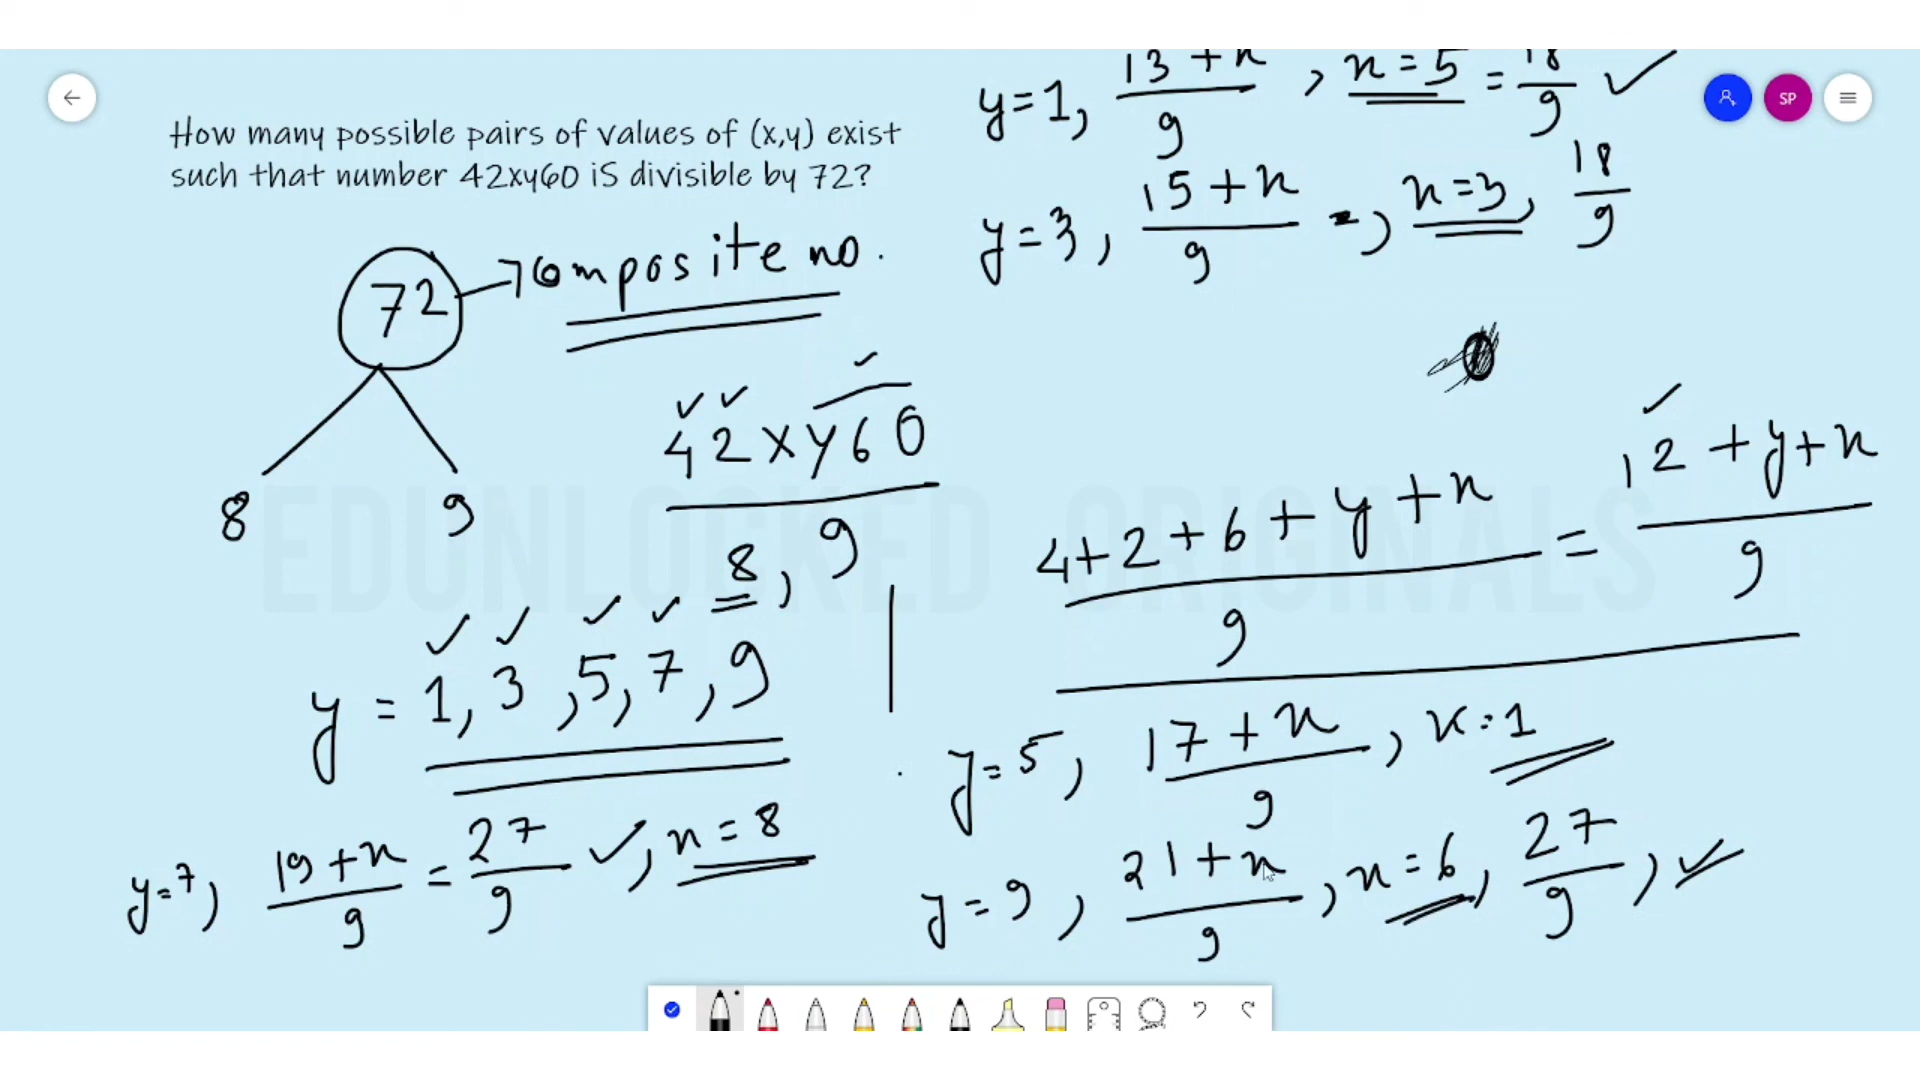 How many possible pairs of values of (x,y) exist
such that number 42xy60 iS divisible by 72?
72 → Composite no.
8 9
42xy60
8, 9
y = 1, 3, 5, 7, 9
y=7, 19+x/9 = 27/9 ✓, x = 8
y=1, 13+x/9, x=5 = 18/9 ✓
y=3, 15+x/9, x=3, 18/9
4+2+6+y+x/9 = 12+y+x/9
y=5, 17+x/9, x=1
y=9, 21+x/9, x=6, 27/9, ✓
EDUNLOCKED ORIGINALS
SP